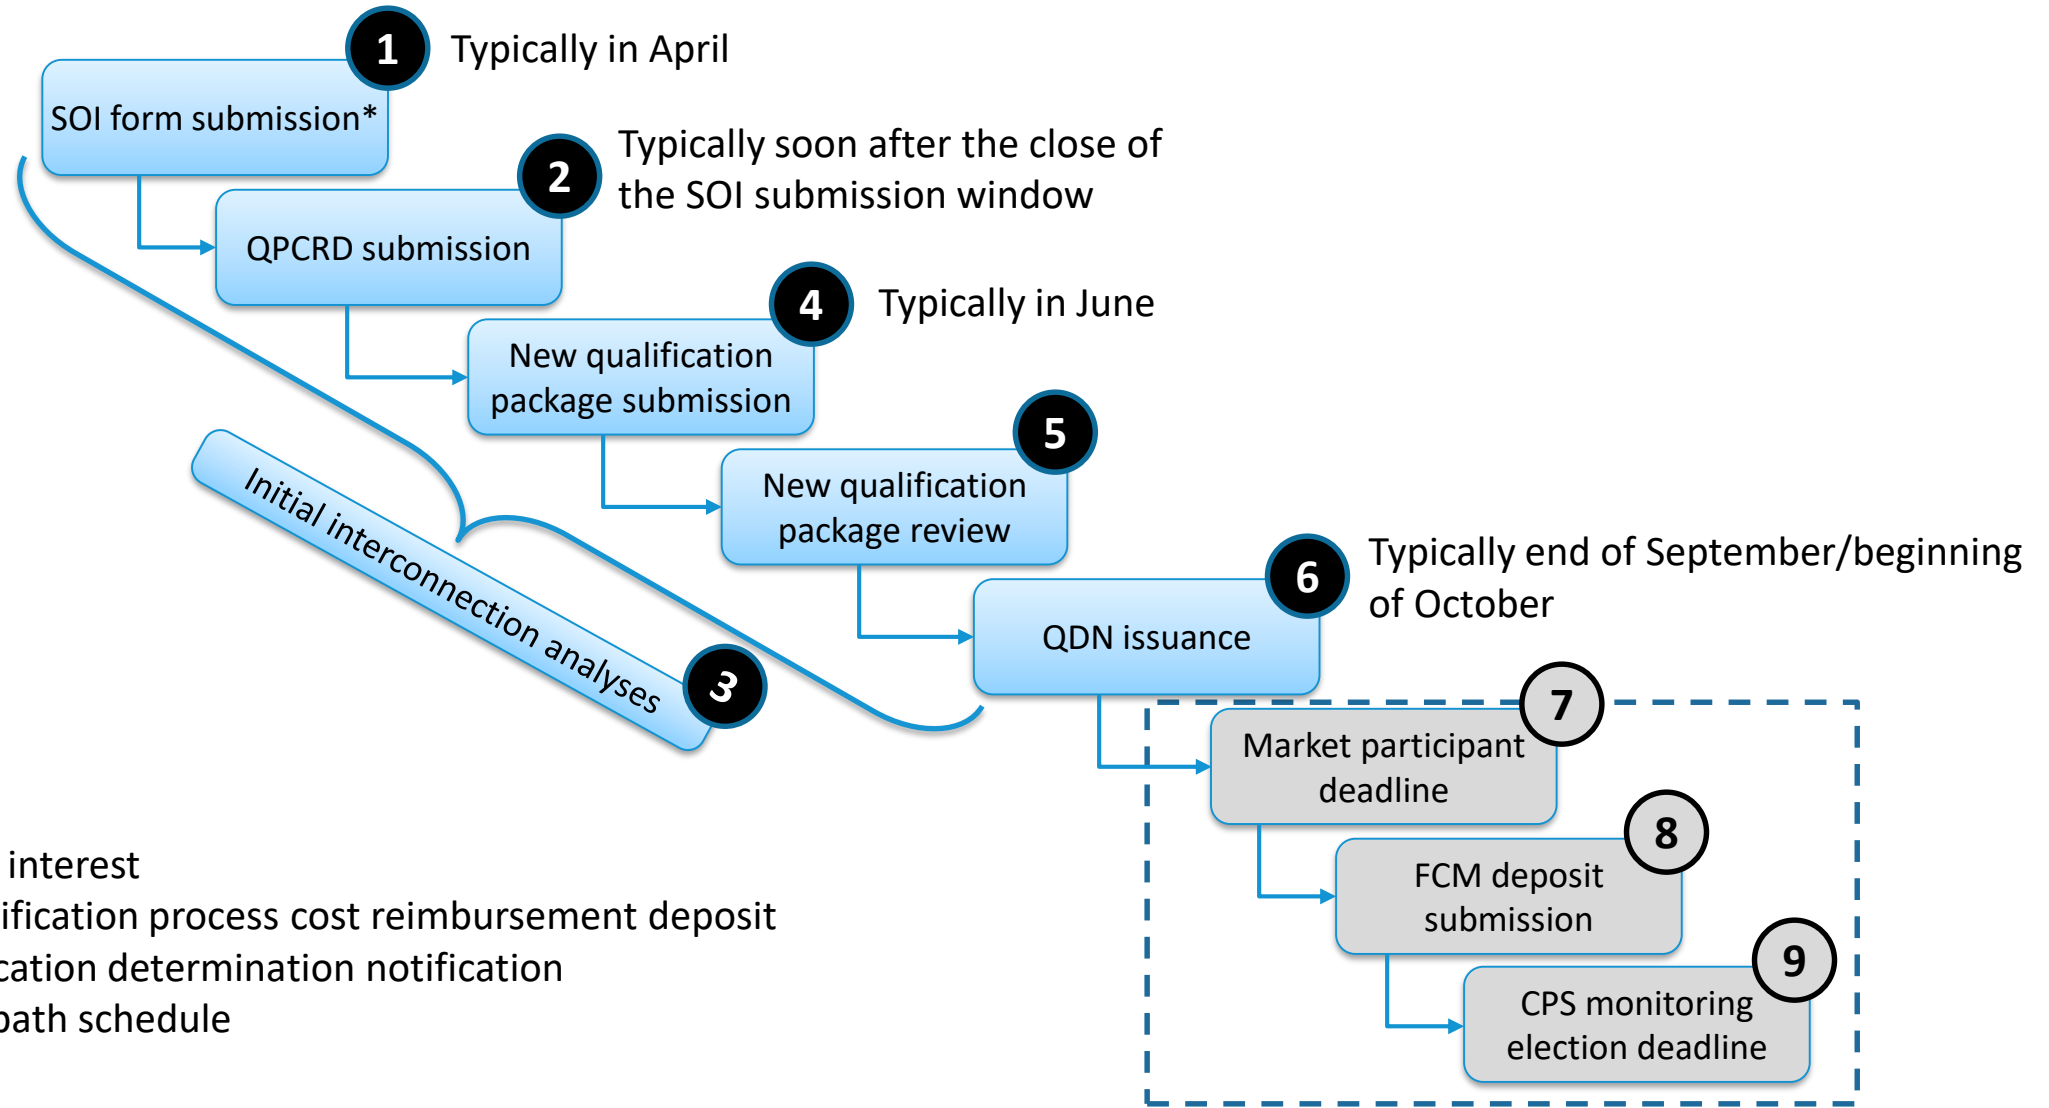 1
Typically in April
SOI form submission*
2
Typically soon after the close of
the SOI submission window
QPCRD submission
4
Typically in June
New qualification
package submission
5
New qualification
package review
Initial interconnection analyses
3
6
Typically end of September/beginning
of October
QDN issuance
7
Market participant
deadline
8
FCM deposit
submission
9
CPS monitoring
election deadline
interest
ification process cost reimbursement deposit
cation determination notification
path schedule